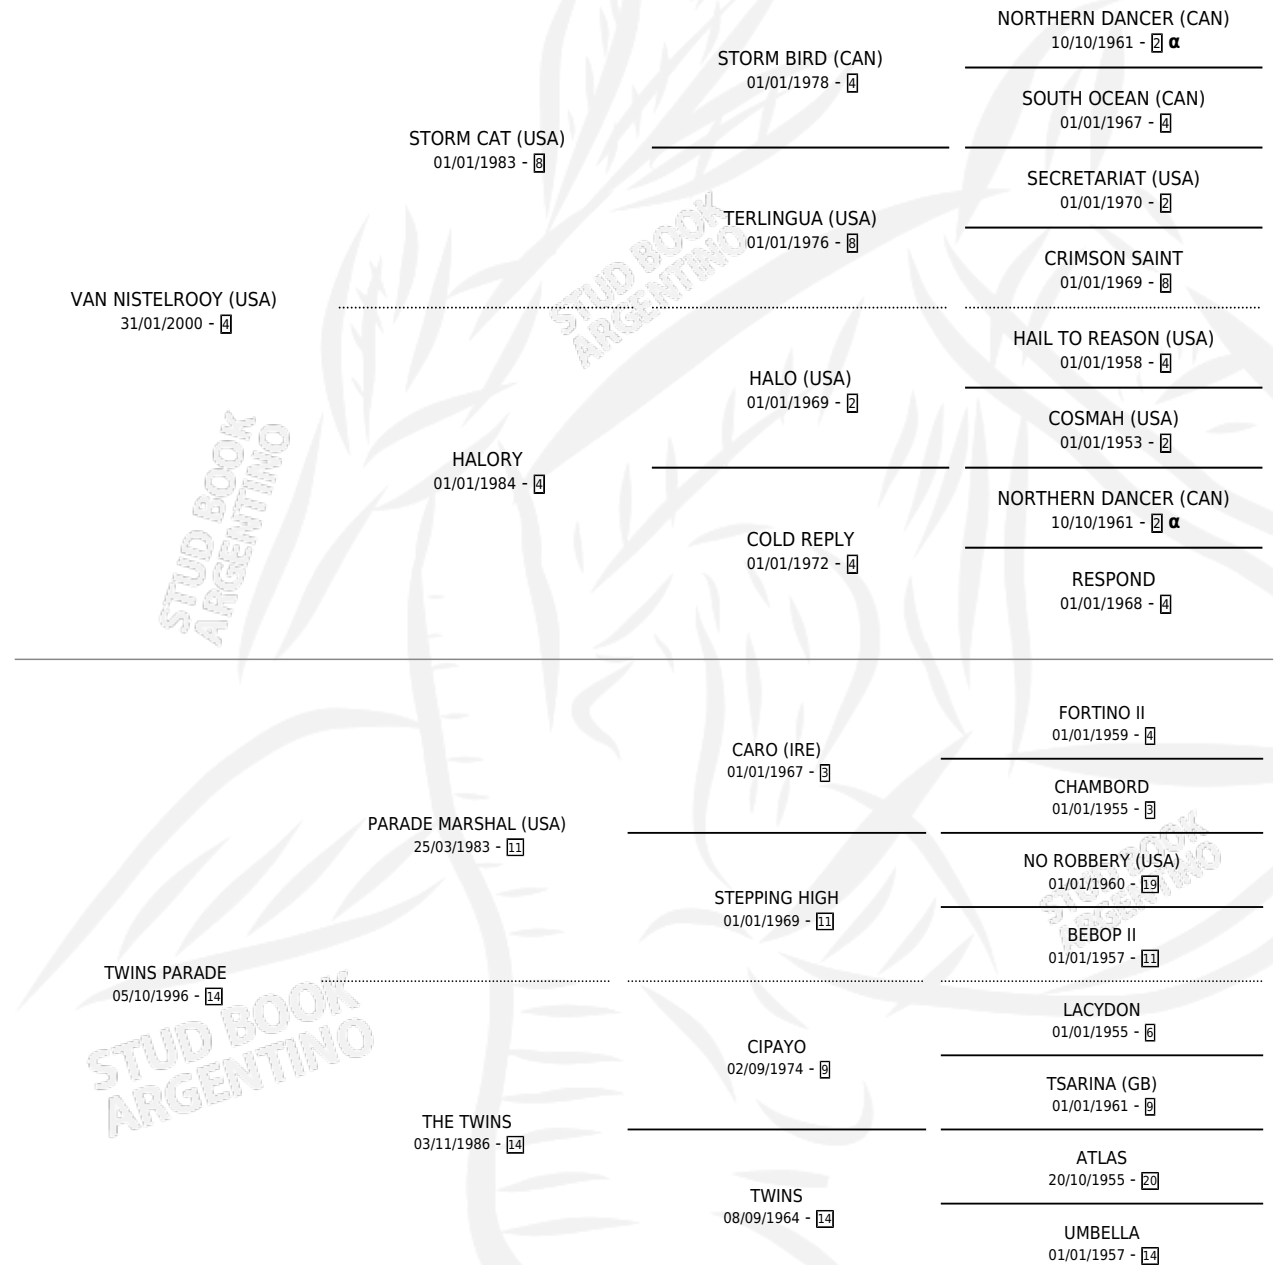 NORTHERN DANCER (CAN)
10/10/1961 - 2 α
STORM BIRD (CAN)
01/01/1978 - 4
SOUTH OCEAN (CAN)
01/01/1967 - 4
STORM CAT (USA)
01/01/1983 - 8
SECRETARIAT (USA)
01/01/1970 - 2
TERLINGUA (USA)
01/01/1976 - 8
CRIMSON SAINT
01/01/1969 - 8
STUD BOOK
ARGENTINO
VAN NISTELROOY (USA)
31/01/2000 - 4
HAIL TO REASON (USA)
01/01/1958 - 4
HALO (USA)
01/01/1969 - 2
COSMAH (USA)
01/01/1953 - 2
HALORY
01/01/1984 - 4
NORTHERN DANCER (CAN)
10/10/1961 - 2 α
COLD REPLY
01/01/1972 - 4
RESPOND
01/01/1968 - 4
STUD BOOK
ARGENTINO
FORTINO II
01/01/1959 - 4
CARO (IRE)
01/01/1967 - 3
CHAMBORD
01/01/1955 - 3
PARADE MARSHAL (USA)
25/03/1983 - 11
NO ROBBERY (USA)
01/01/1960 - 19
STEPPING HIGH
01/01/1969 - 11
BEBOP II
01/01/1957 - 11
STUD BOOK
ARGENTINO
TWINS PARADE
05/10/1996 - 14
LACYDON
01/01/1955 - 6
CIPAYO
02/09/1974 - 9
TSARINA (GB)
01/01/1961 - 9
THE TWINS
03/11/1986 - 14
ATLAS
20/10/1955 - 20
TWINS
08/09/1964 - 14
UMBELLA
01/01/1957 - 14
STUD BOOK
ARGENTINO